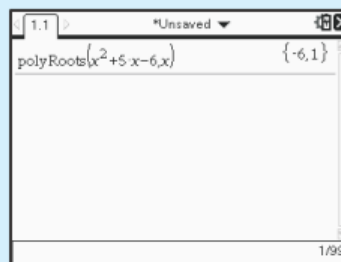 1.1 *Unsaved
polyRoots(x²+5·x−6,x) {-6,1}
1/99